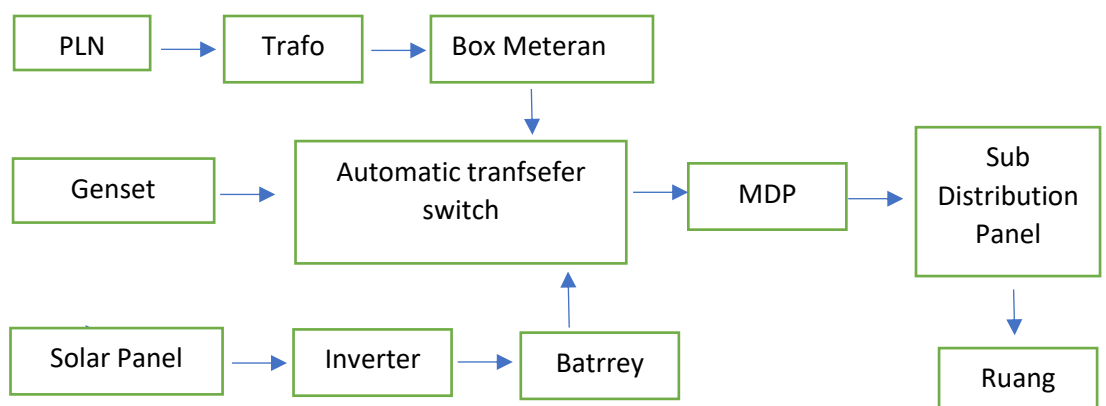 PLN
Trafo
Box Meteran
Genset
Automatic tranfsefer
switch
MDP
Sub
Distribution
Panel
Solar Panel
Inverter
Batrrey
Ruang